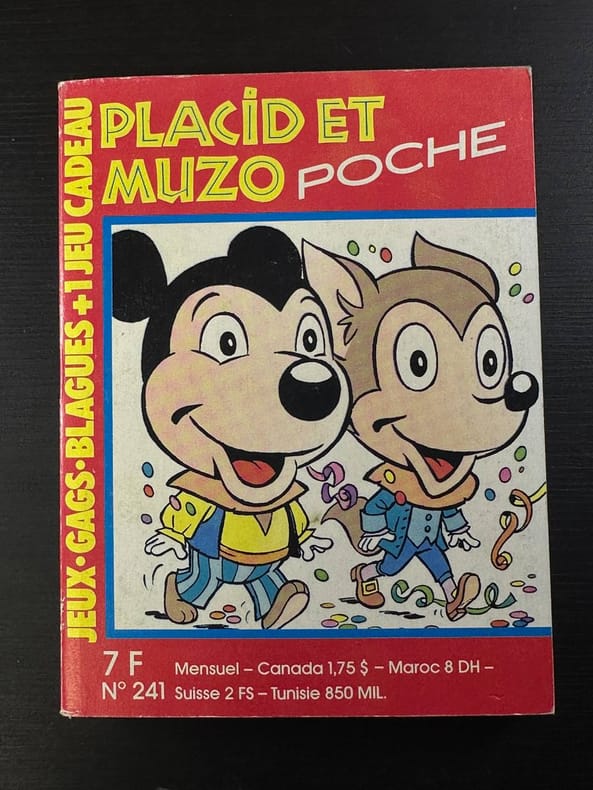 PLACID ET
MUZO POCHE
JEUX•GAGS•BLAGUES+1 JEU CADEAU
7 F
N° 241
Mensuel – Canada 1,75 $ – Maroc 8 DH –
Suisse 2 FS – Tunisie 850 MIL.